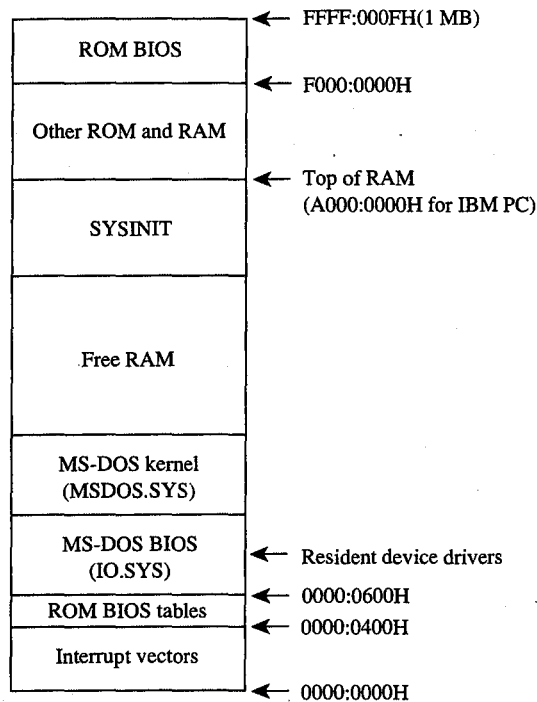 FFFF:000FH(1 MB)
ROM BIOS
F000:0000H
Other ROM and RAM
Top of RAM
(A000:0000H for IBM PC)
SYSINIT
Free RAM
MS-DOS kernel
(MSDOS.SYS)
MS-DOS BIOS
(IO.SYS)
Resident device drivers
0000:0600H
ROM BIOS tables
0000:0400H
Interrupt vectors
0000:0000H